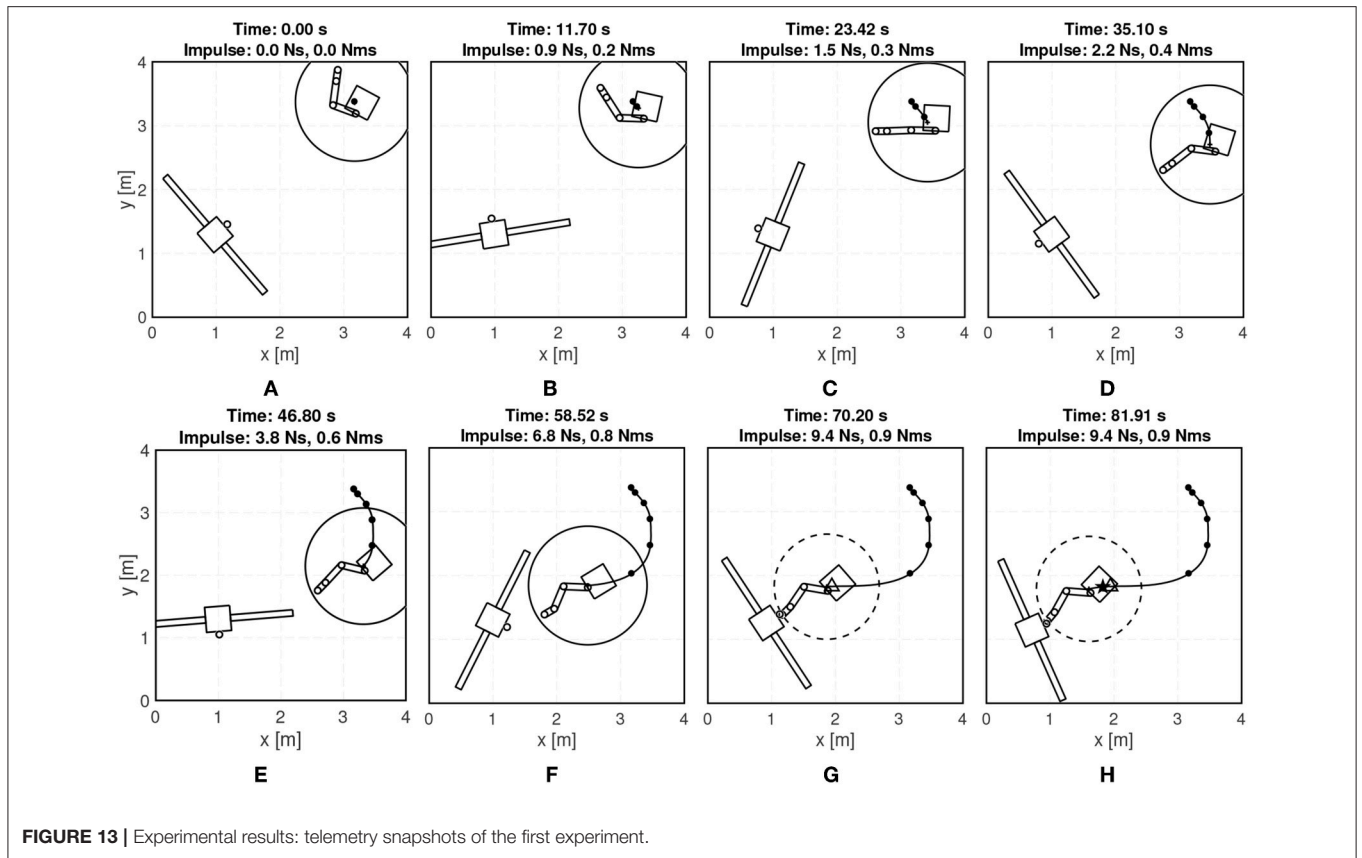 Time: 0.00 s
Impulse: 0.0 Ns, 0.0 Nms
4
3
2
1
0
y [m]
0 1 2 3 4
x [m]
A
Time: 11.70 s
Impulse: 0.9 Ns, 0.2 Nms
0 1 2 3 4
x [m]
B
Time: 23.42 s
Impulse: 1.5 Ns, 0.3 Nms
0 1 2 3 4
x [m]
C
Time: 35.10 s
Impulse: 2.2 Ns, 0.4 Nms
0 1 2 3 4
x [m]
D
Time: 46.80 s
Impulse: 3.8 Ns, 0.6 Nms
4
3
2
1
0
y [m]
0 1 2 3 4
x [m]
E
Time: 58.52 s
Impulse: 6.8 Ns, 0.8 Nms
0 1 2 3 4
x [m]
F
Time: 70.20 s
Impulse: 9.4 Ns, 0.9 Nms
0 1 2 3 4
x [m]
G
Time: 81.91 s
Impulse: 9.4 Ns, 0.9 Nms
0 1 2 3 4
x [m]
H
FIGURE 13 | Experimental results: telemetry snapshots of the first experiment.